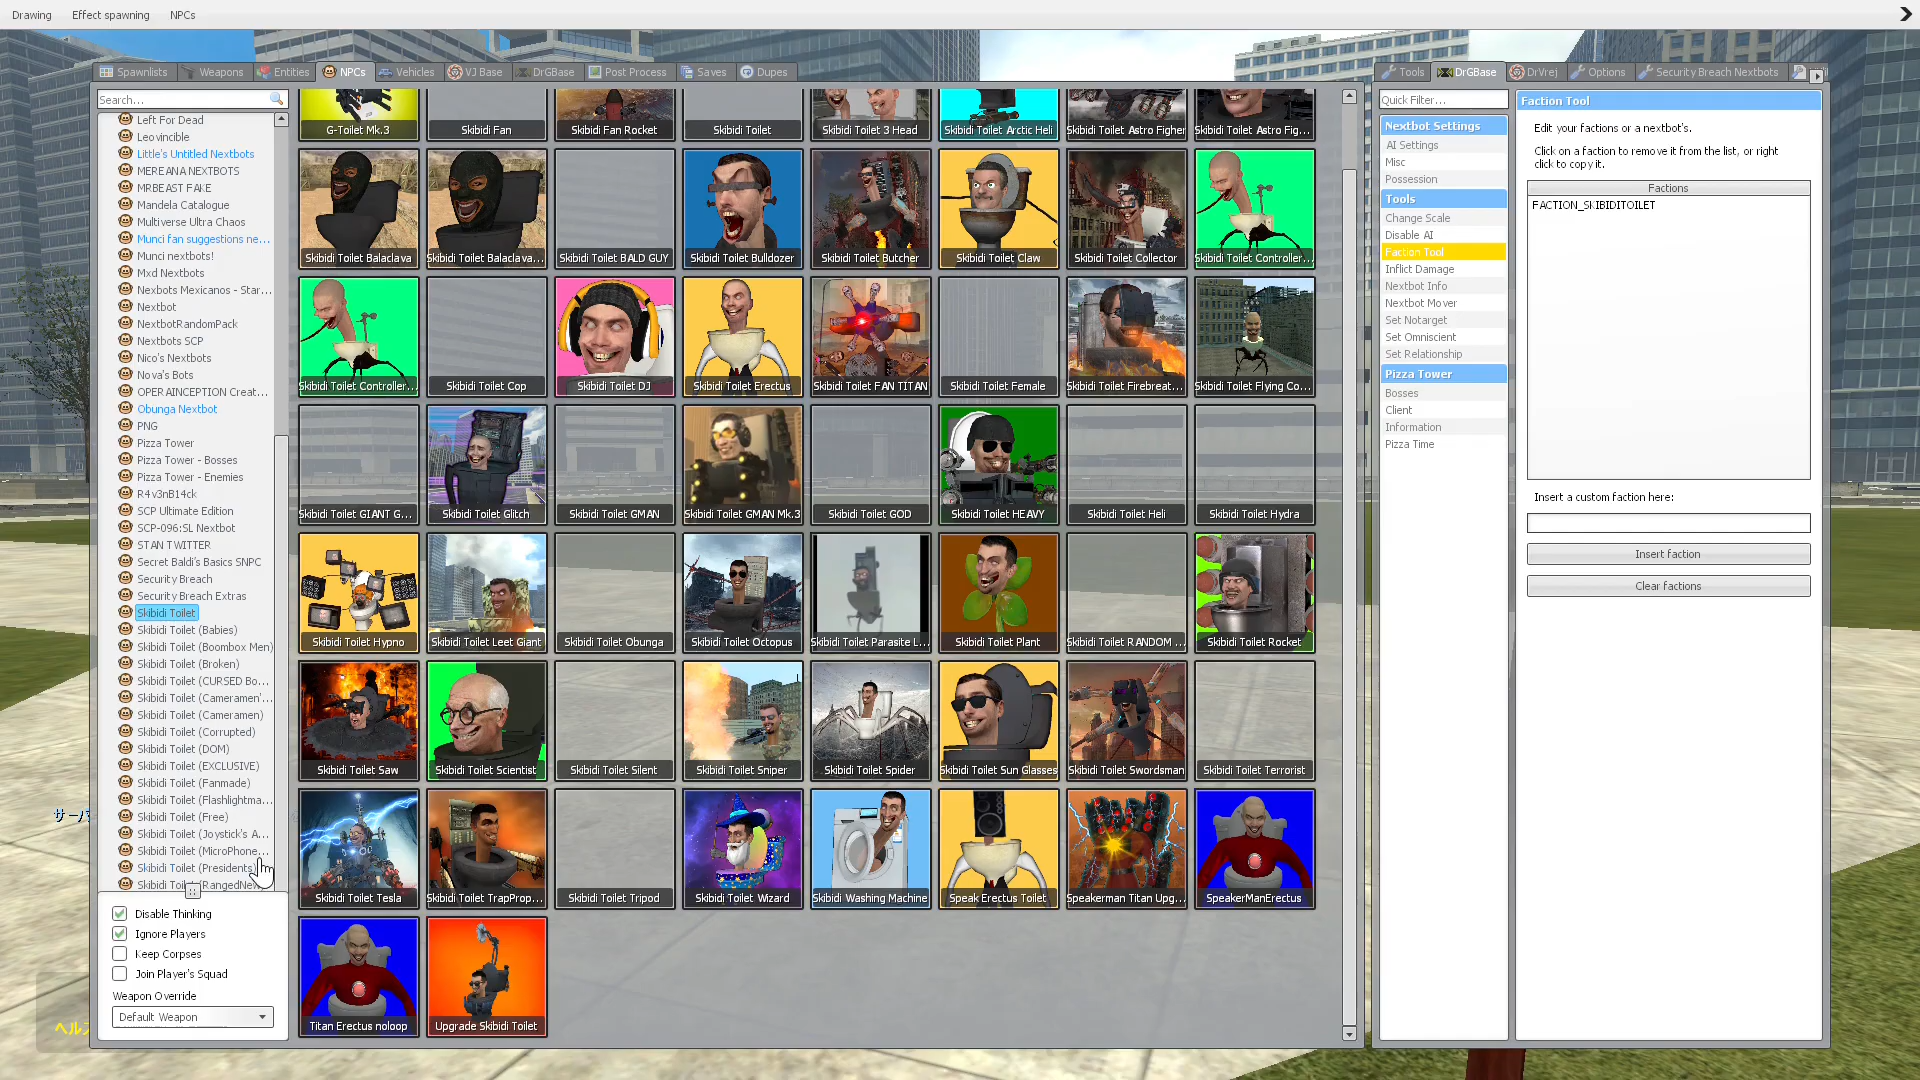 Drawing Effect spawning NPCs
Spawnlists Weapons Entities NPCs Vehicles VJ Base DrGBase Post Process Saves Dupes
Search...
Left For Dead
Leovincible
Little's Untitled Nextbots
MEREANA NEXTBOTS
MRBEAST FAKE
Mandela Catalogue
Multiverse Ultra Chaos
Munci fan suggestions ne...
Munci nextbots!
Mxd Nextbots
Nexbots Mexicanos - Star...
Nextbot
NextbotRandomPack
Nextbots SCP
Nico's Nextbots
Nova's Bots
OPERAINCEPTION Creat...
Obunga Nextbot
PNG
Pizza Tower
Pizza Tower - Bosses
Pizza Tower - Enemies
R4v3nB14ck
SCP Ultimate Edition
SCP-096:SL Nextbot
STAN TWITTER
Secret Baldi's Basics SNPC
Security Breach
Security Breach Extras
Skibidi Toilet
Skibidi Toilet (Babies)
Skibidi Toilet (Boombox Men)
Skibidi Toilet (Broken)
Skibidi Toilet (CURSED Bo...
Skibidi Toilet (Cameramen'...
Skibidi Toilet (Cameramen)
Skibidi Toilet (Corrupted)
Skibidi Toilet (DOM)
Skibidi Toilet (EXCLUSIVE)
Skibidi Toilet (Fanmade)
Skibidi Toilet (Flashlightma...
Skibidi Toilet (Free)
Skibidi Toilet (Joystick's A...
Skibidi Toilet (MicroPhone...
Skibidi Toilet (Presidents)
Disable Thinking
Ignore Players
Keep Corpses
Join Player's Squad
Weapon Override
Default Weapon
G-Toilet Mk.3 Skibidi Fan Skibidi Fan Rocket Skibidi Toilet Skibidi Toilet 3 Head Skibidi Toilet Arctic Heli Skibidi Toilet Astro Figher Skibidi Toilet Astro Fig...
Skibidi Toilet Balaclava Skibidi Toilet Balaclava... Skibidi Toilet BALD GUY Skibidi Toilet Bulldozer Skibidi Toilet Butcher Skibidi Toilet Claw Skibidi Toilet Collector Skibidi Toilet Controller...
Skibidi Toilet Controller... Skibidi Toilet Cop Skibidi Toilet DJ Skibidi Toilet Erectus Skibidi Toilet FAN TITAN Skibidi Toilet Female Skibidi Toilet Firebreat... Skibidi Toilet Flying Co...
Skibidi Toilet GIANT G... Skibidi Toilet Glitch Skibidi Toilet GMAN Skibidi Toilet GMAN Mk.3 Skibidi Toilet GOD Skibidi Toilet HEAVY Skibidi Toilet Heli Skibidi Toilet Hydra
Skibidi Toilet Hypno Skibidi Toilet Leet Giant Skibidi Toilet Obunga Skibidi Toilet Octopus Skibidi Toilet Parasite L... Skibidi Toilet Plant Skibidi Toilet RANDOM ... Skibidi Toilet Rocket
Skibidi Toilet Saw Skibidi Toilet Scientist Skibidi Toilet Silent Skibidi Toilet Sniper Skibidi Toilet Spider Skibidi Toilet Sun Glasses Skibidi Toilet Swordsman Skibidi Toilet Terrorist
Skibidi Toilet Tesla Skibidi Toilet TrapProp... Skibidi Toilet Tripod Skibidi Toilet Wizard Skibidi Washing Machine Speak Erectus Toilet Speakerman Titan Upg... SpeakerManErectus
Titan Erectus noloop Upgrade Skibidi Toilet
Tools DrGBase DrVrej Options Security Breach Nextbots
Quick Filter...
Nextbot Settings
AI Settings
Misc
Possession
Tools
Change Scale
Disable AI
Faction Tool
Inflict Damage
Nextbot Info
Nextbot Mover
Set Notarget
Set Omniscient
Set Relationship
Pizza Tower
Bosses
Client
Information
Pizza Time
Faction Tool
Edit your factions or a nextbot's.
Click on a faction to remove it from the list, or right
click to copy it.
Factions
FACTION_SKIBIDITOILET
Insert a custom faction here:
Insert faction
Clear factions